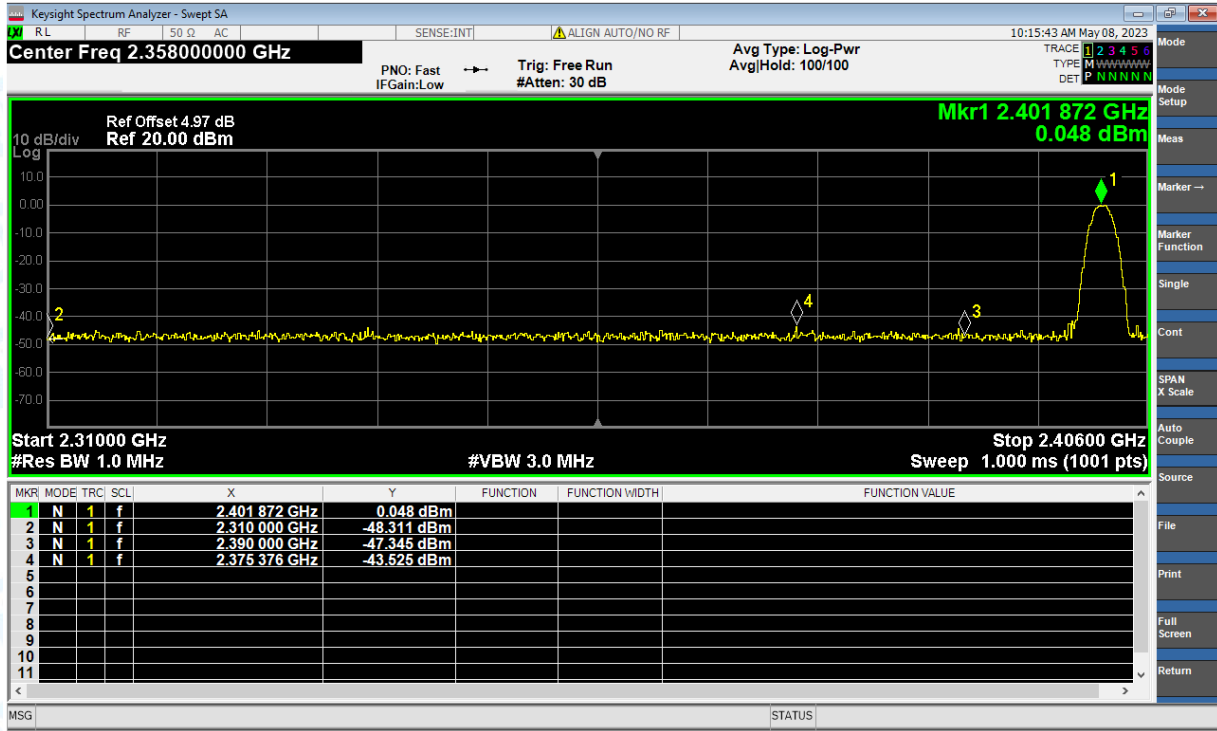 Keysight Spectrum Analyzer - Swept SA
LXI RL RF 50 Ω AC SENSE:INT ALIGN AUTO/NO RF 10:15:43 AM May 08, 2023
Center Freq 2.358000000 GHz
PNO: Fast
IFGain:Low
Trig: Free Run
#Atten: 30 dB
Avg Type: Log-Pwr
Avg|Hold: 100/100
TRACE 1 2 3 4 5 6
TYPE M WWWWW
DET P N N N N N
Ref Offset 4.97 dB
10 dB/div Ref 20.00 dBm
Log
Mkr1 2.401 872 GHz
0.048 dBm
10.0
0.00
-10.0
-20.0
-30.0
-40.0
-50.0
-60.0
-70.0
1
2
4
3
Start 2.31000 GHz Stop 2.40600 GHz
#Res BW 1.0 MHz #VBW 3.0 MHz Sweep 1.000 ms (1001 pts)
MKR MODE TRC SCL X Y FUNCTION FUNCTION WIDTH FUNCTION VALUE
1 N 1 f 2.401 872 GHz 0.048 dBm
2 N 1 f 2.310 000 GHz -48.311 dBm
3 N 1 f 2.390 000 GHz -47.345 dBm
4 N 1 f 2.375 376 GHz -43.525 dBm
5
6
7
8
9
10
11
MSG STATUS
Mode
Mode
Setup
Meas
Marker →
Marker
Function
Single
Cont
SPAN
X Scale
Auto
Couple
Source
File
Print
Full
Screen
Return